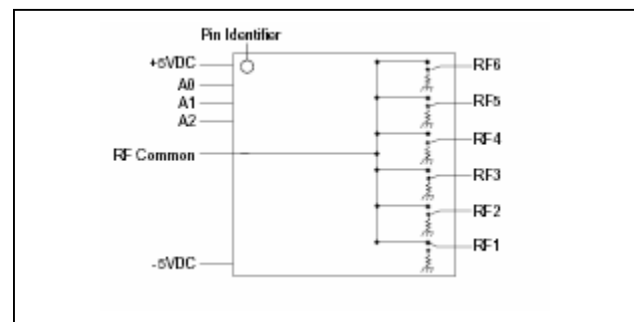 Pin Identifier
+5VDC
A0
A1
A2
RF Common
-5VDC
RF6
RF5
RF4
RF3
RF2
RF1